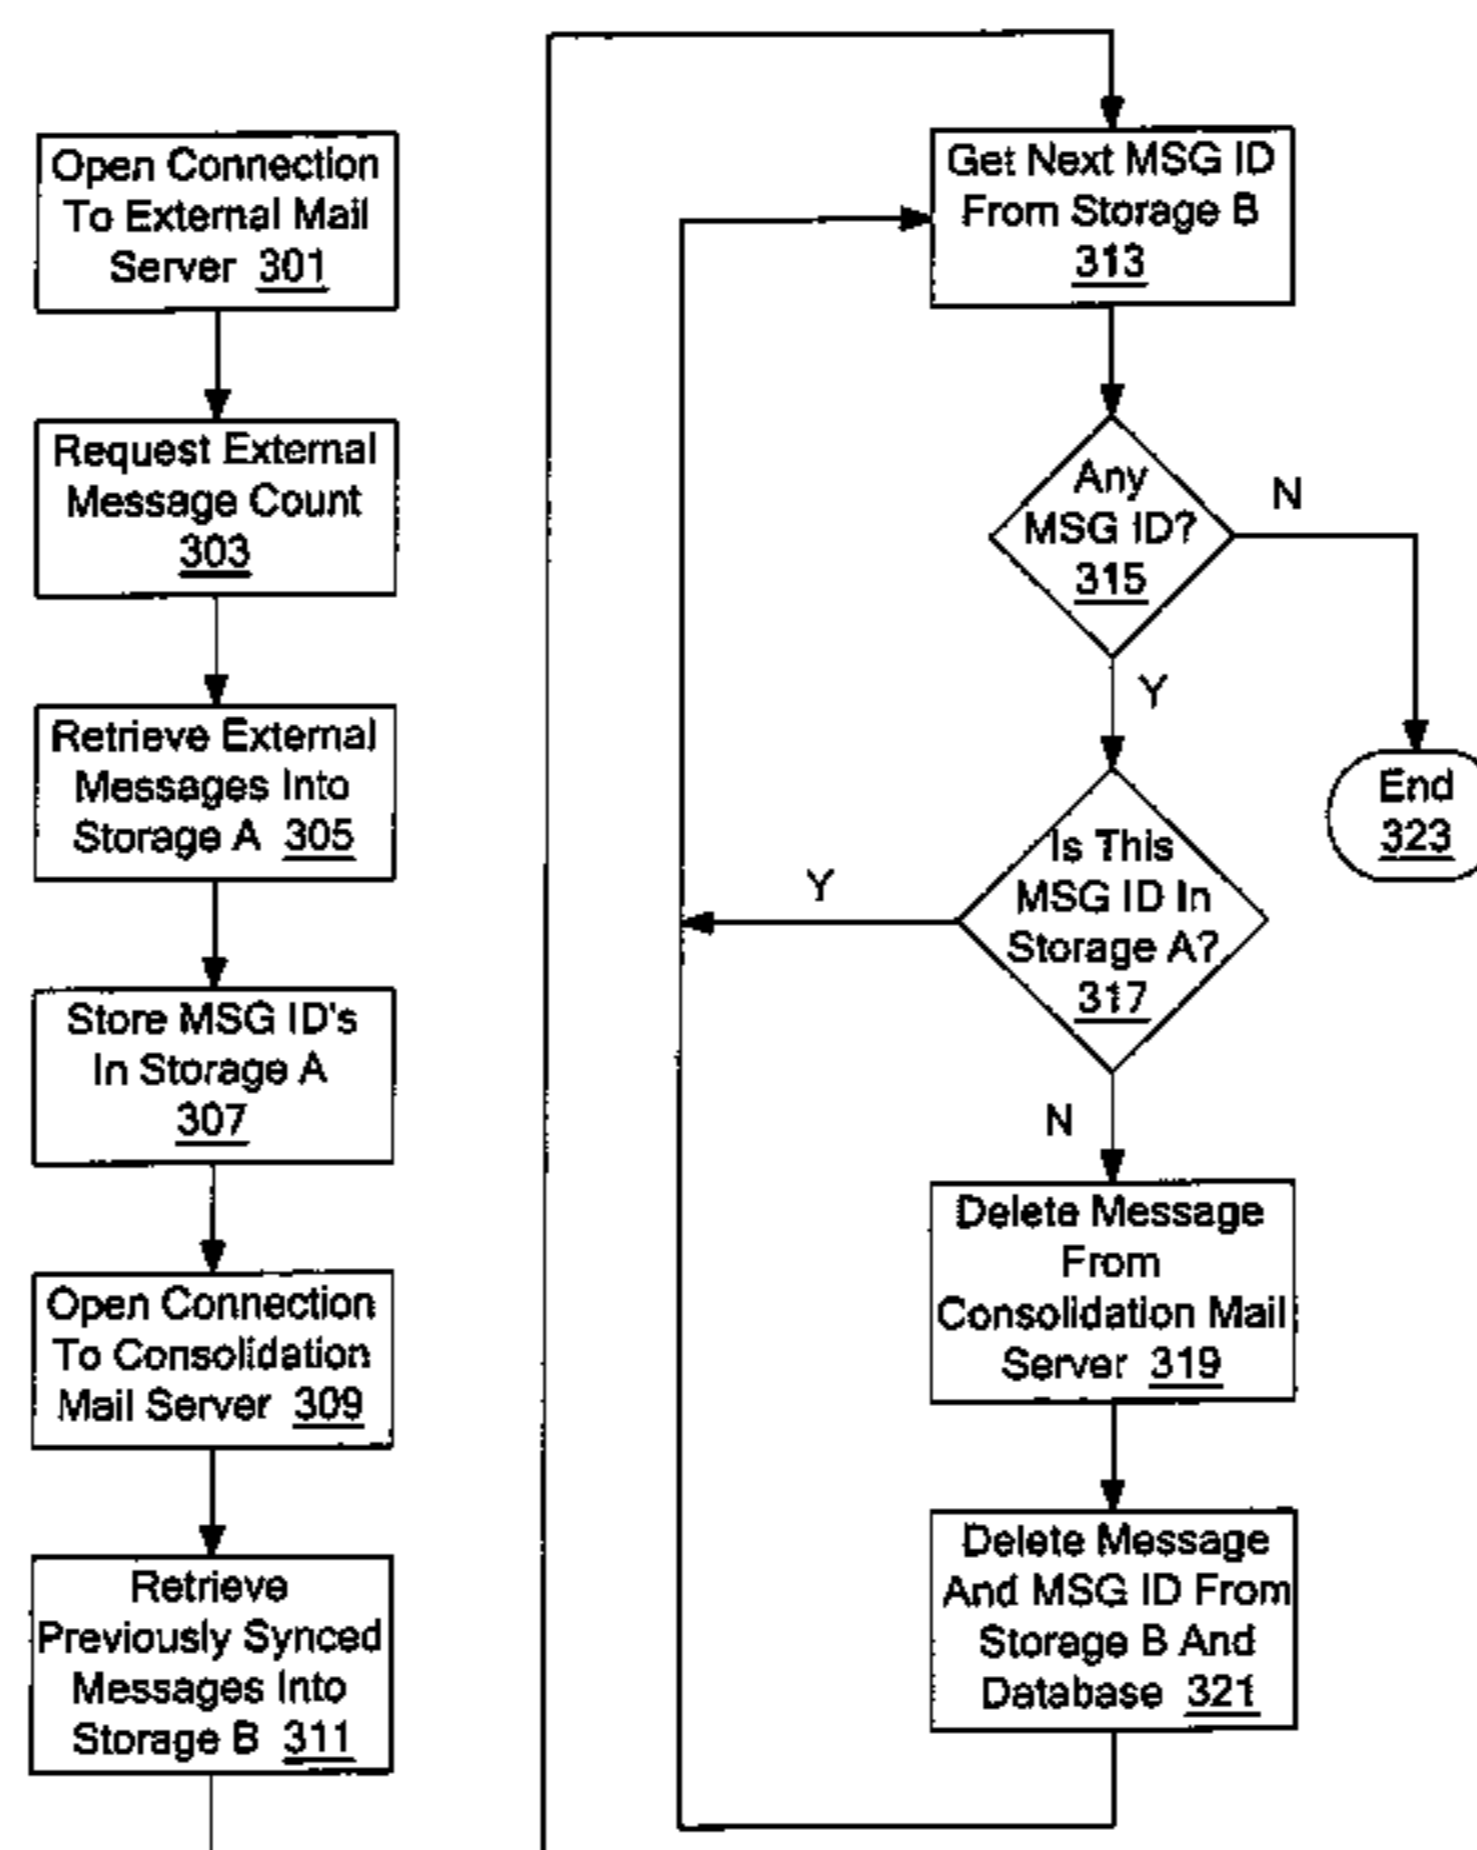 Open Connection
To External Mail
Server 301
Request External
Message Count
303
Retrieve External
Messages Into
Storage A 305
Store MSG ID's
In Storage A
307
Open Connection
To Consolidation
Mail Server 309
Retrieve
Previously Synced
Messages Into
Storage B 311
Get Next MSG ID
From Storage B
313
Any
MSG ID?
315
N
Y
End
323
Is This
MSG ID In
Storage A?
317
Y
N
Delete Message
From
Consolidation Mail
Server 319
Delete Message
And MSG ID From
Storage B And
Database 321